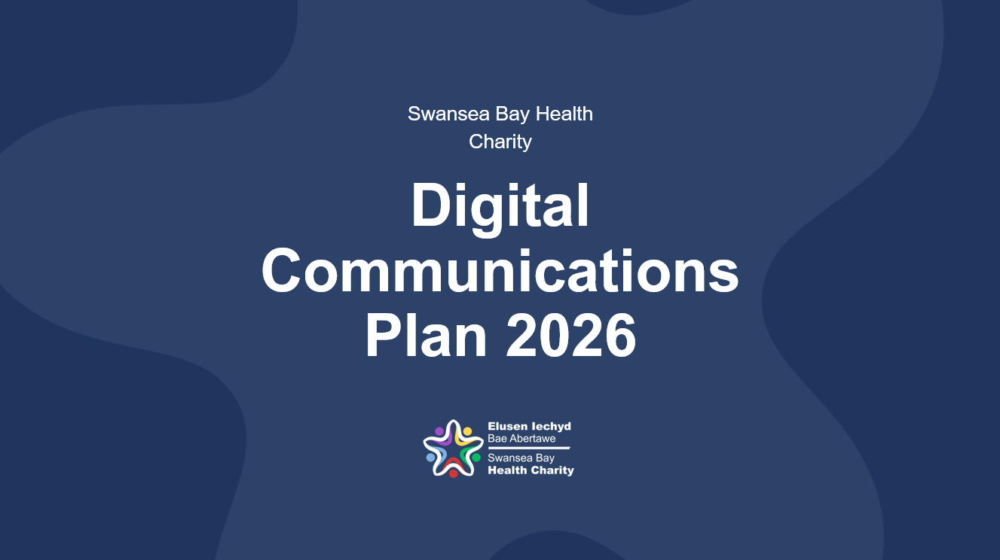 Swansea Bay Health
Charity
Digital
Communications
Plan 2026
Elusen Iechyd
Bae Abertawe
Swansea Bay
Health Charity